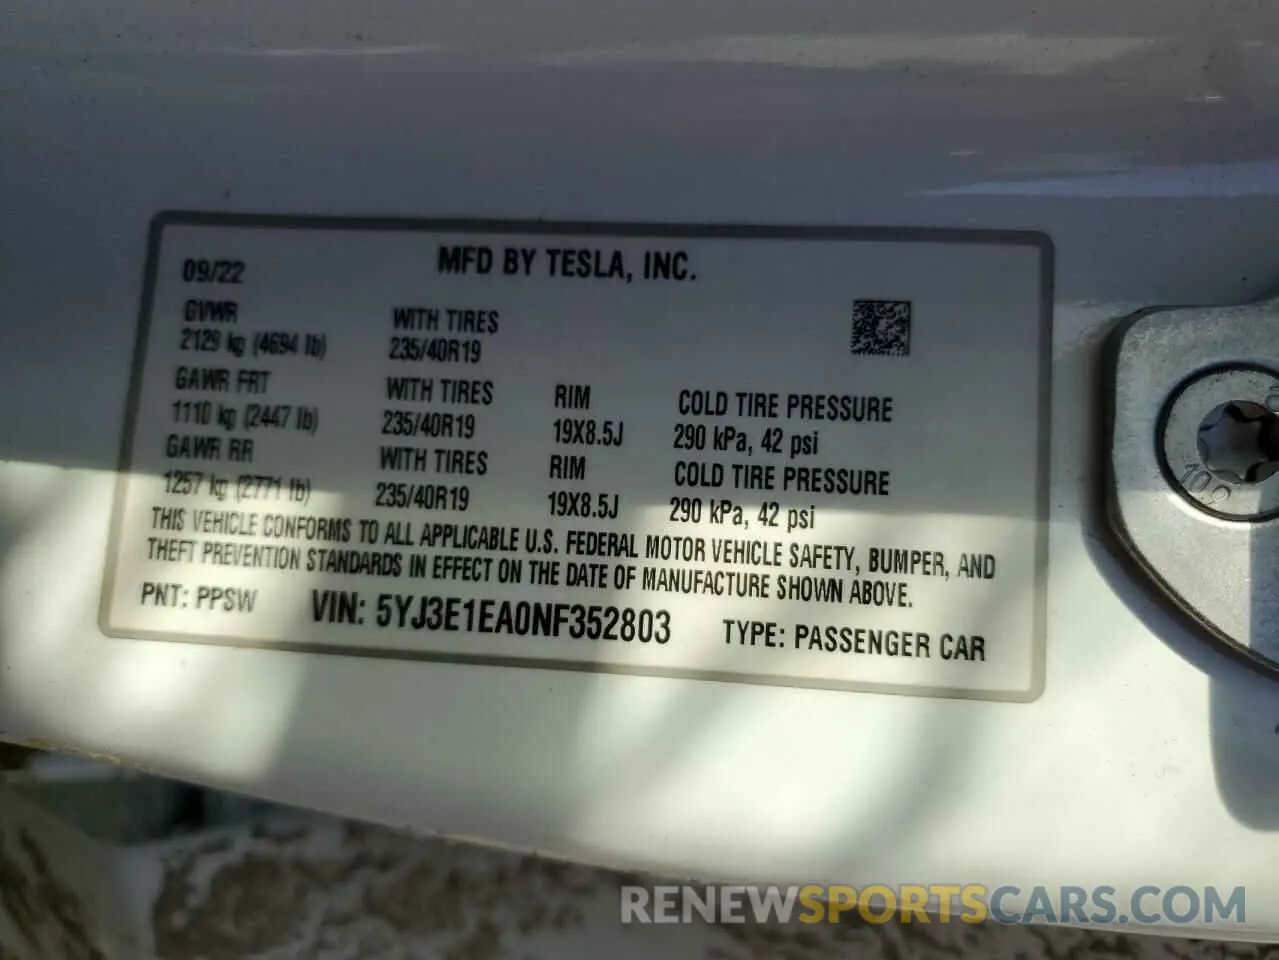 MFD BY TESLA, INC.
09/22
GVWR
2129 kg (4694 lb)
WITH TIRES
235/40R19
GAWR FRT
1110 kg (2447 lb)
WITH TIRES
235/40R19
RIM
19X8.5J
COLD TIRE PRESSURE
290 kPa, 42 psi
GAWR RR
1257 kg (2771 lb)
WITH TIRES
235/40R19
RIM
19X8.5J
COLD TIRE PRESSURE
290 kPa, 42 psi
THIS VEHICLE CONFORMS TO ALL APPLICABLE U.S. FEDERAL MOTOR VEHICLE SAFETY, BUMPER, AND
THEFT PREVENTION STANDARDS IN EFFECT ON THE DATE OF MANUFACTURE SHOWN ABOVE.
PNT: PPSW
VIN: 5YJ3E1EA0NF352803
TYPE: PASSENGER CAR
10.9
RENEWSPORTSCARS.COM